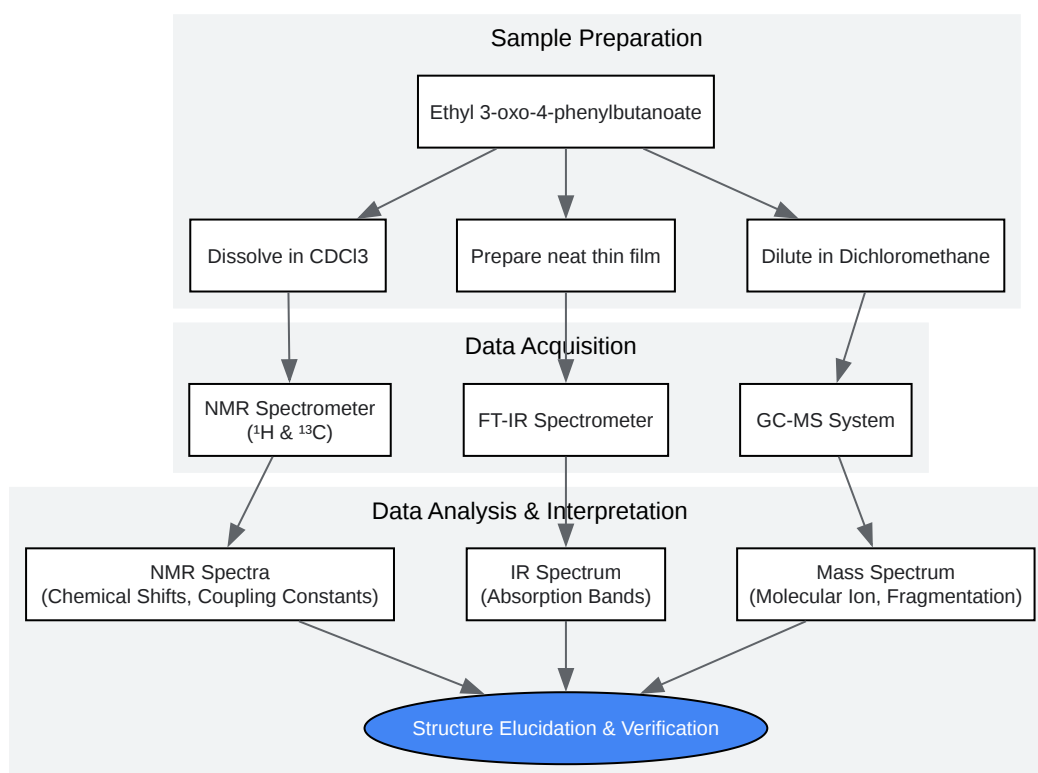 Sample Preparation
Ethyl 3-oxo-4-phenylbutanoate
Dissolve in CDCl3
Prepare neat thin film
Dilute in Dichloromethane
Data Acquisition
NMR Spectrometer
(¹H & ¹³C)
FT-IR Spectrometer
GC-MS System
Data Analysis & Interpretation
NMR Spectra
(Chemical Shifts, Coupling Constants)
IR Spectrum
(Absorption Bands)
Mass Spectrum
(Molecular Ion, Fragmentation)
Structure Elucidation & Verification